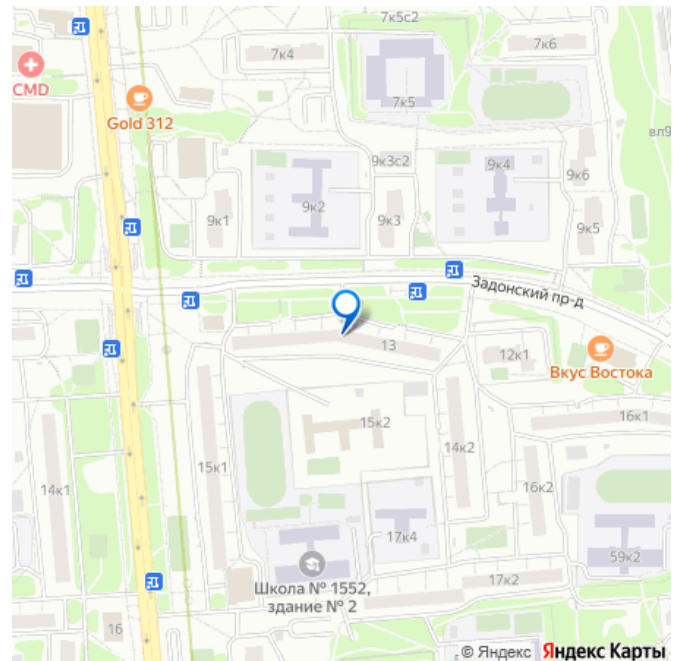 7к5с2
7к4
7к6
CMD
7к5
Gold 312
вл9
9к3с2
9к4
9к6
9к2
9к1
9к3
9к5
Задонский пр-д
13
12к1
Вкус Востока
15к2
16к1
14к2
15к1
14к1
16к2
17к4
59к2
Школа № 1552,
здание № 2
17к2
16
© Яндекс Яндекс Карты